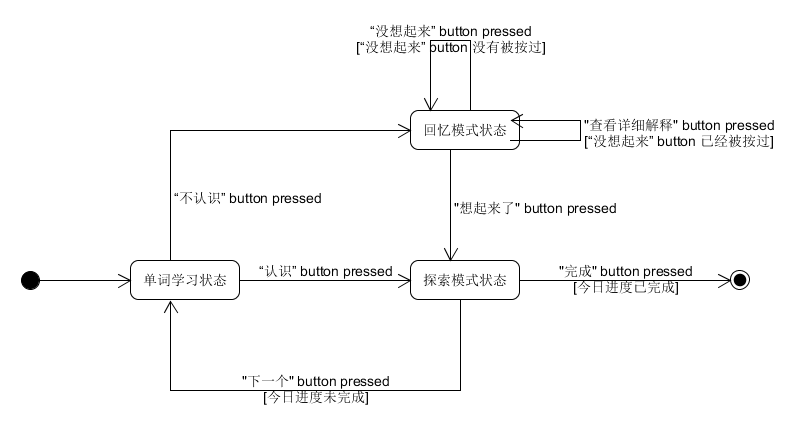 “没想起来” button pressed
[“没想起来” button 没有被按过]
回忆模式状态
"查看详细解释" button pressed
[“没想起来” button 已经被按过]
“不认识” button pressed
"想起来了" button pressed
单词学习状态
“认识” button pressed
探索模式状态
"完成" button pressed
[今日进度已完成]
"下一个" button pressed
[今日进度未完成]